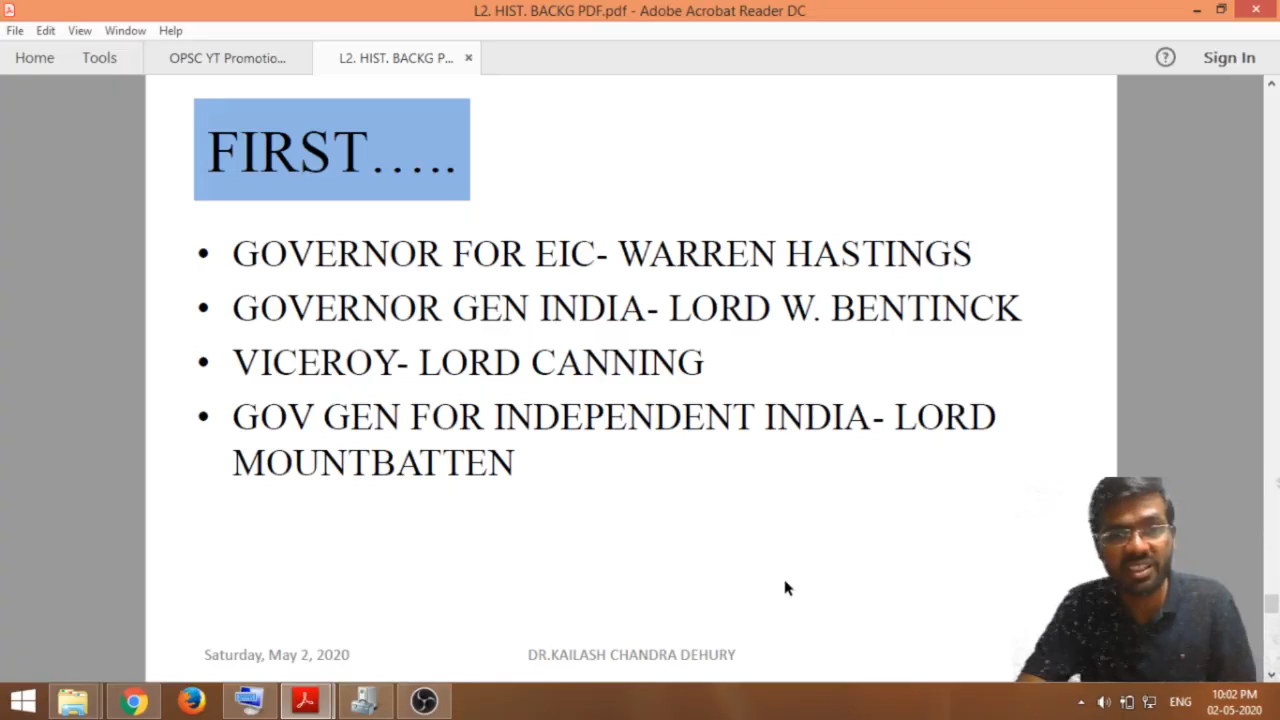 L2. HIST. BACKG PDF.pdf - Adobe Acrobat Reader DC
File Edit View Window Help
Home Tools OPSC YT Promotio... L2. HIST. BACKG P... × ? Sign In
FIRST.....
• GOVERNOR FOR EIC- WARREN HASTINGS
• GOVERNOR GEN INDIA- LORD W. BENTINCK
• VICEROY- LORD CANNING
• GOV GEN FOR INDEPENDENT INDIA- LORD
MOUNTBATTEN
Saturday, May 2, 2020 DR.KAILASH CHANDRA DEHURY
ENG 10:02 PM
02-05-2020